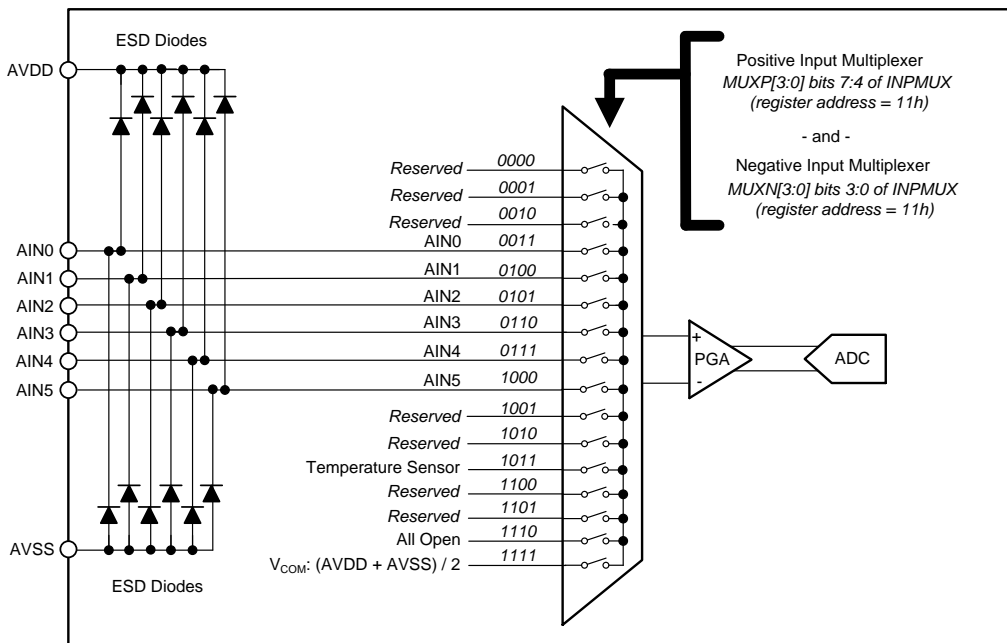 ESD Diodes
AVDD
Positive Input Multiplexer
MUXP[3:0] bits 7:4 of INPMUX
(register address = 11h)
- and -
Negative Input Multiplexer
MUXN[3:0] bits 3:0 of INPMUX
(register address = 11h)
Reserved 0000
Reserved 0001
Reserved 0010
AIN0 AIN0 0011
AIN1 AIN1 0100
AIN2 AIN2 0101
AIN3 AIN3 0110
AIN4 AIN4 0111
AIN5 AIN5 1000
+
PGA
-
ADC
Reserved 1001
Reserved 1010
Temperature Sensor 1011
Reserved 1100
Reserved 1101
All Open 1110
AVSS
VCOM: (AVDD + AVSS) / 2 1111
ESD Diodes